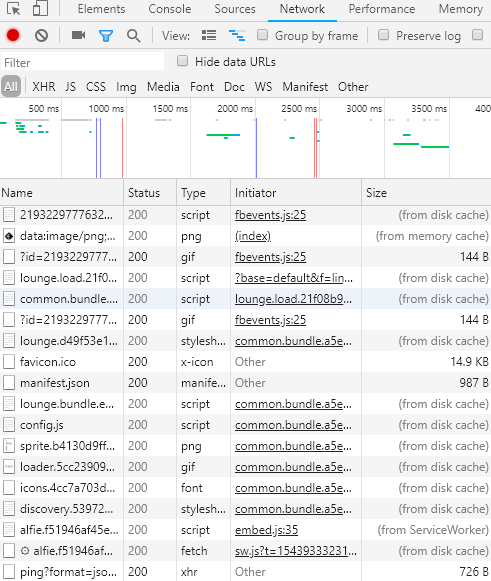 Elements Console Sources Network Performance Memory
View: Group by frame Preserve log
Filter Hide data URLs
All XHR JS CSS Img Media Font Doc WS Manifest Other
500 ms 1000 ms 1500 ms 2000 ms 2500 ms 3000 ms 3500 ms 400
Name Status Type Initiator Size
2193229777632... 200 script fbevents.js:25 (from disk cache)
data:image/png;... 200 png (index) (from memory cache)
?id=2193229777... 200 gif fbevents.js:25 144 B
lounge.load.21f0... 200 script ?base=default&f=lin... (from disk cache)
common.bundle.... 200 script lounge.load.21f08b9... (from disk cache)
?id=2193229777... 200 gif fbevents.js:25 144 B
lounge.d49f53e1... 200 stylesh... common.bundle.a5e... (from disk cache)
favicon.ico 200 x-icon Other 14.9 KB
manifest.json 200 manife... Other 987 B
lounge.bundle.e... 200 script common.bundle.a5e... (from disk cache)
config.js 200 script common.bundle.a5e... (from disk cache)
sprite.b4130d9ff... 200 png common.bundle.a5e... (from disk cache)
loader.5cc23909... 200 gif common.bundle.a5e... (from disk cache)
icons.4cc7a703d... 200 font common.bundle.a5e... (from disk cache)
discovery.53972... 200 stylesh... common.bundle.a5e... (from disk cache)
alfie.f51946af45e... 200 script embed.js:35 (from ServiceWorker)
alfie.f51946af... 200 fetch sw.js?t=15439333231... (from disk cache)
ping?format=jso... 200 xhr Other 726 B